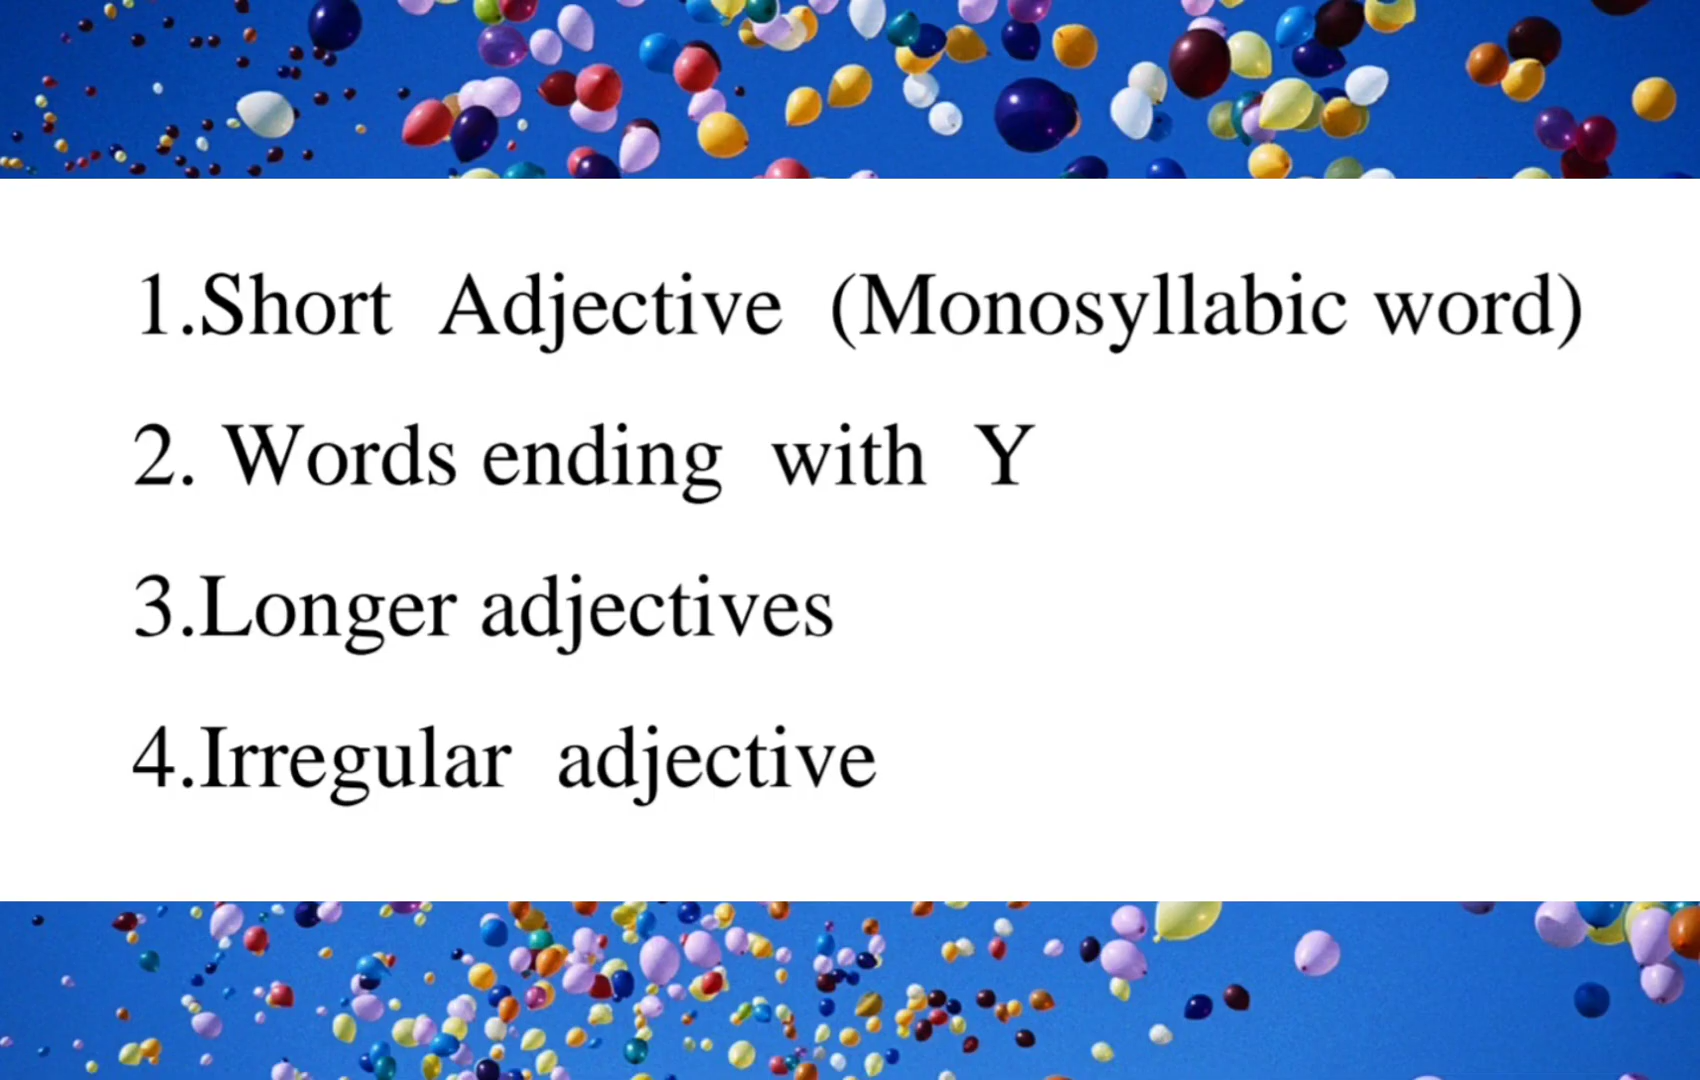 1.Short Adjective (Monosyllabic word)
2. Words ending with Y
3.Longer adjectives
4.Irregular adjective